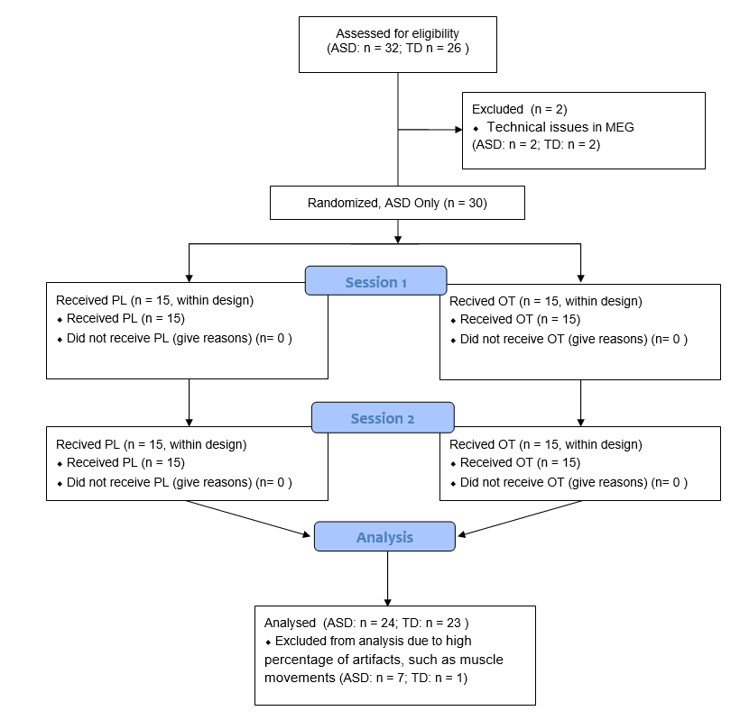 Assessed for eligibility
(ASD: n = 32; TD n = 26 )
Excluded (n = 2)
⬥ Technical issues in MEG
(ASD: n = 2; TD: n = 2)
Randomized, ASD Only (n = 30)
Session 1
Received PL (n = 15, within design)
⬥ Received PL (n = 15)
⬥ Did not receive PL (give reasons) (n= 0 )
Received OT (n = 15, within design)
⬥ Received OT (n = 15)
⬥ Did not receive OT (give reasons) (n= 0 )
Session 2
Recived PL (n = 15, within design)
⬥ Received PL (n = 15)
⬥ Did not receive PL (give reasons) (n= 0 )
Recived OT (n = 15, within design)
⬥ Received OT (n = 15)
⬥ Did not receive OT (give reasons) (n= 0 )
Analysis
Analysed (ASD: n = 24; TD: n = 23 )
⬥ Excluded from analysis due to high
percentage of artifacts, such as muscle
movements (ASD: n = 7; TD: n = 1)